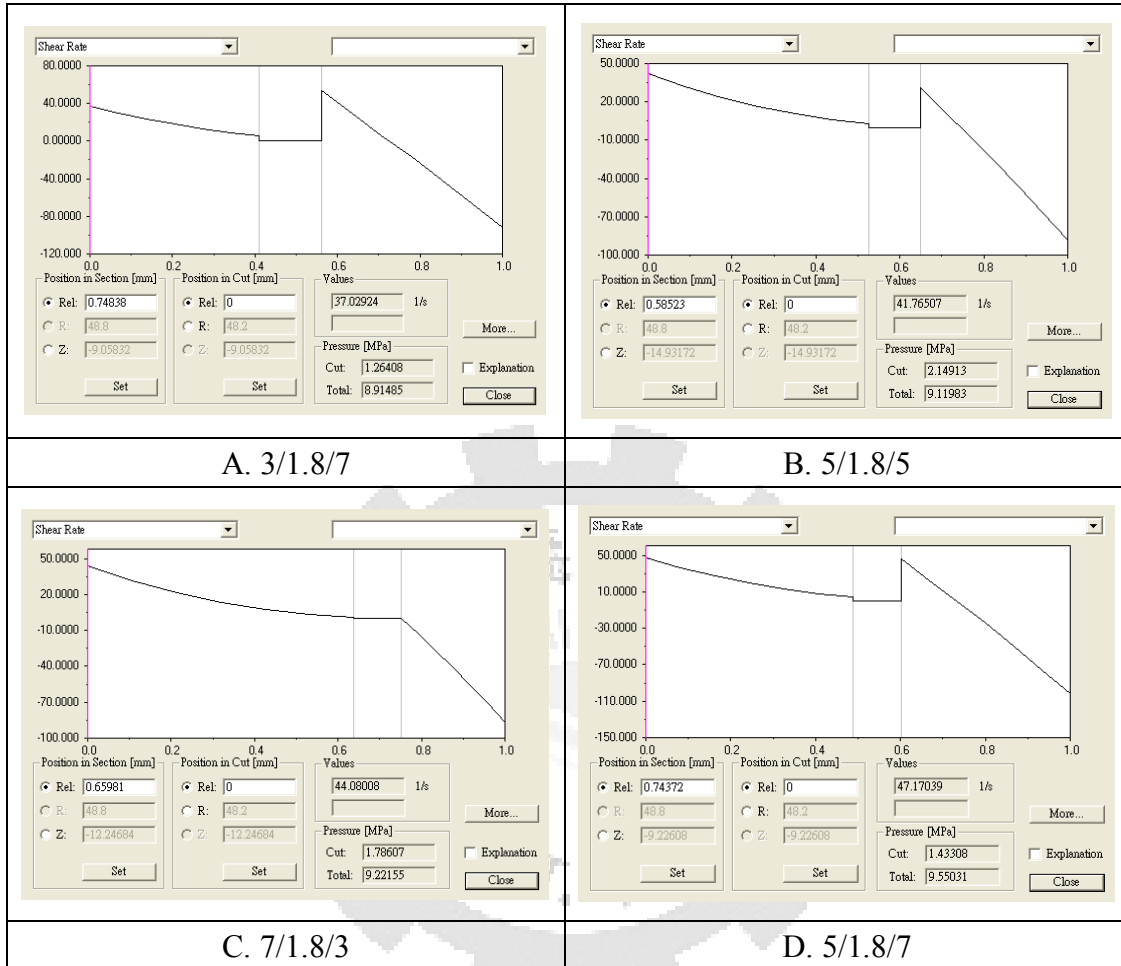 Shear Rate
80.0000
40.0000
0.00000
-40.0000
-80.0000
-120.000
0.0 0.2 0.4 0.6 0.8 1.0
Position in Section [mm] Position in Cut [mm] Values
Rel: 0.74838 Rel: 0 37.02924 1/s
R: 48.8 R: 48.2
Z: -9.05832 Z: -9.05832
More...
Pressure [MPa]
Cut: 1.26408
Explanation
Set Set Total: 8.91485
Close
A. 3/1.8/7
Shear Rate
50.0000
20.0000
-10.0000
-40.0000
-70.0000
-100.000
0.0 0.2 0.4 0.6 0.8 1.0
Position in Section [mm] Position in Cut [mm] Values
Rel: 0.58523 Rel: 0 41.76507 1/s
R: 48.8 R: 48.2
Z: -14.93172 Z: -14.93172
More...
Pressure [MPa]
Cut: 2.14913
Explanation
Set Set Total: 9.11983
Close
B. 5/1.8/5
Shear Rate
50.0000
20.0000
-10.0000
-40.0000
-70.0000
-100.000
0.0 0.2 0.4 0.6 0.8 1.0
Position in Section [mm] Position in Cut [mm] Values
Rel: 0.65981 Rel: 0 44.08008 1/s
R: 48.8 R: 48.2
Z: -12.24684 Z: -12.24684
More...
Pressure [MPa]
Cut: 1.78607
Explanation
Set Set Total: 9.22155
Close
C. 7/1.8/3
Shear Rate
50.0000
10.0000
-30.0000
-70.0000
-110.000
-150.000
0.0 0.2 0.4 0.6 0.8 1.0
Position in Section [mm] Position in Cut [mm] Values
Rel: 0.74372 Rel: 0 47.17039 1/s
R: 48.8 R: 48.2
Z: -9.22608 Z: -9.22608
More...
Pressure [MPa]
Cut: 1.43308
Explanation
Set Set Total: 9.55031
Close
D. 5/1.8/7